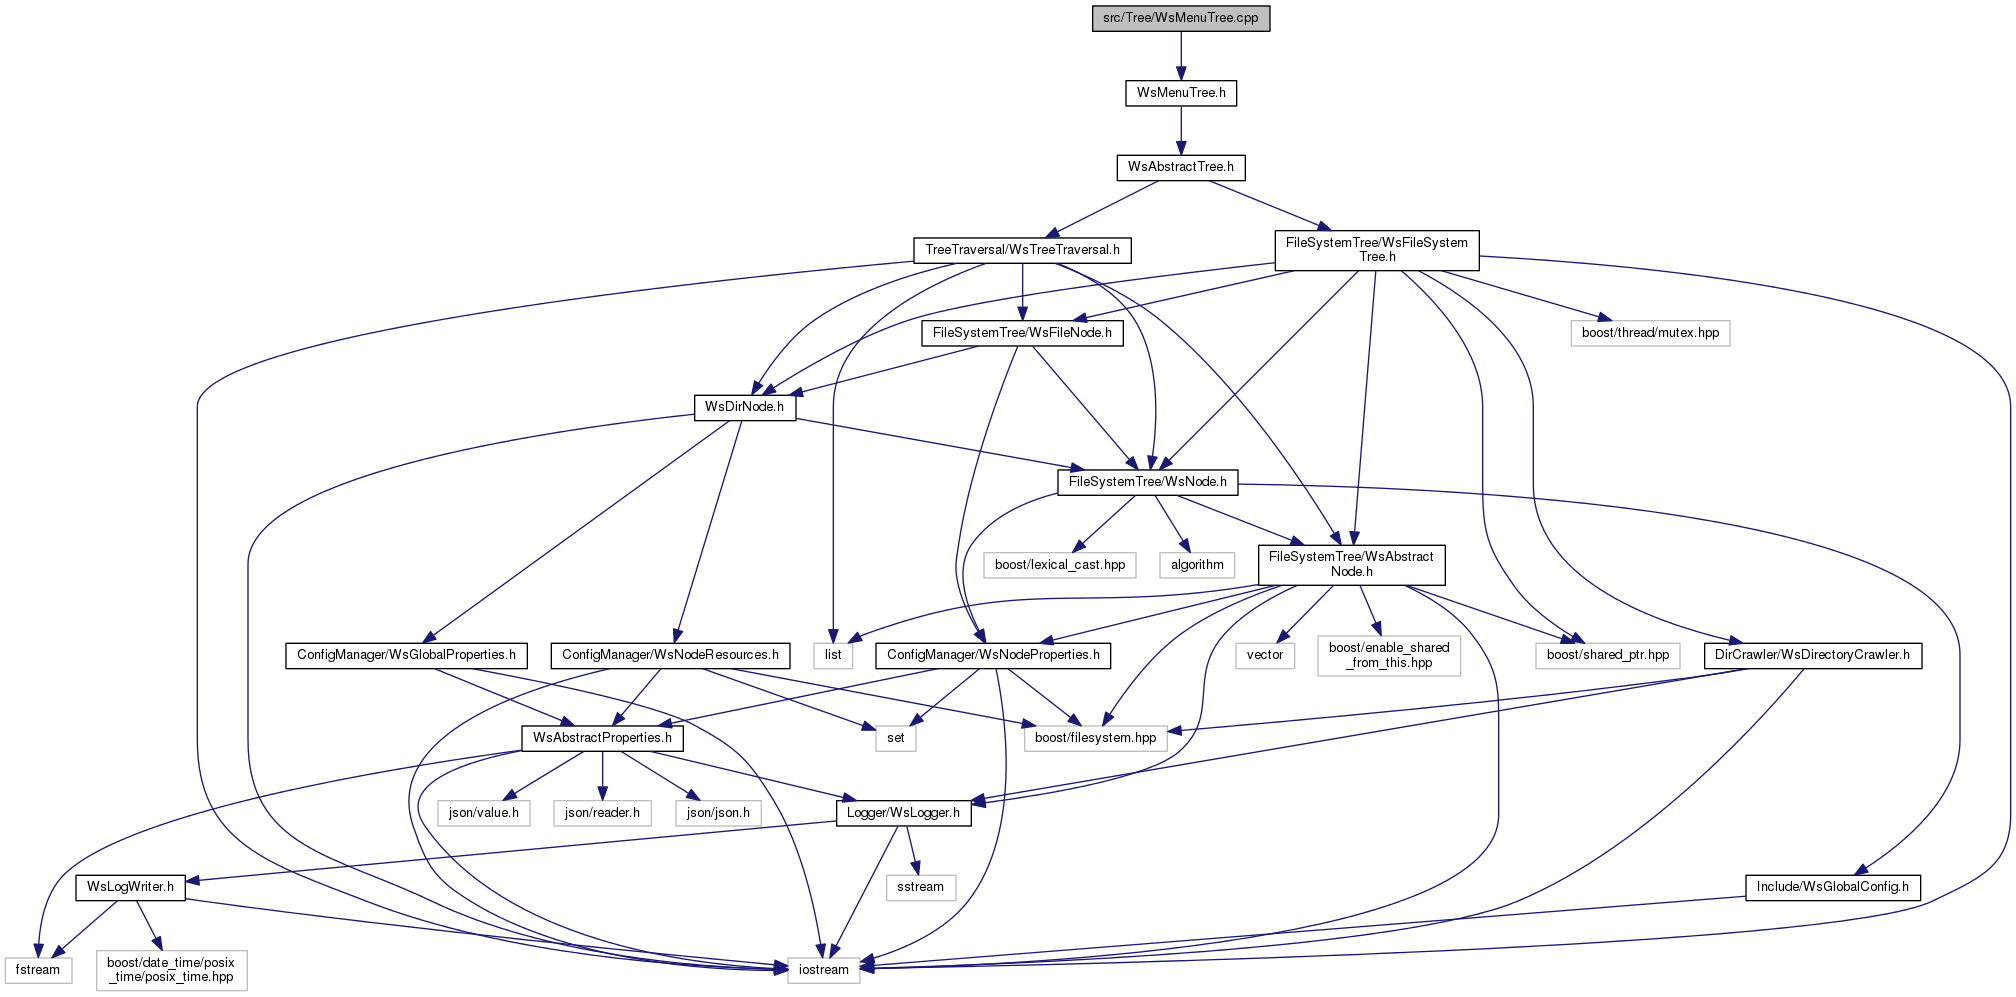 src/Tree/WsMenuTree.cpp
WsMenuTree.h
WsAbstractTree.h
TreeTraversal/WsTreeTraversal.h
FileSystemTree/WsFileSystem
Tree.h
FileSystemTree/WsFileNode.h
boost/thread/mutex.hpp
WsDirNode.h
FileSystemTree/WsNode.h
boost/lexical_cast.hpp
algorithm
FileSystemTree/WsAbstract
Node.h
ConfigManager/WsGlobalProperties.h
ConfigManager/WsNodeResources.h
list
ConfigManager/WsNodeProperties.h
vector
boost/enable_shared
_from_this.hpp
boost/shared_ptr.hpp
DirCrawler/WsDirectoryCrawler.h
WsAbstractProperties.h
set
boost/filesystem.hpp
json/value.h
json/reader.h
json/json.h
Logger/WsLogger.h
WsLogWriter.h
sstream
Include/WsGlobalConfig.h
fstream
boost/date_time/posix
_time/posix_time.hpp
iostream